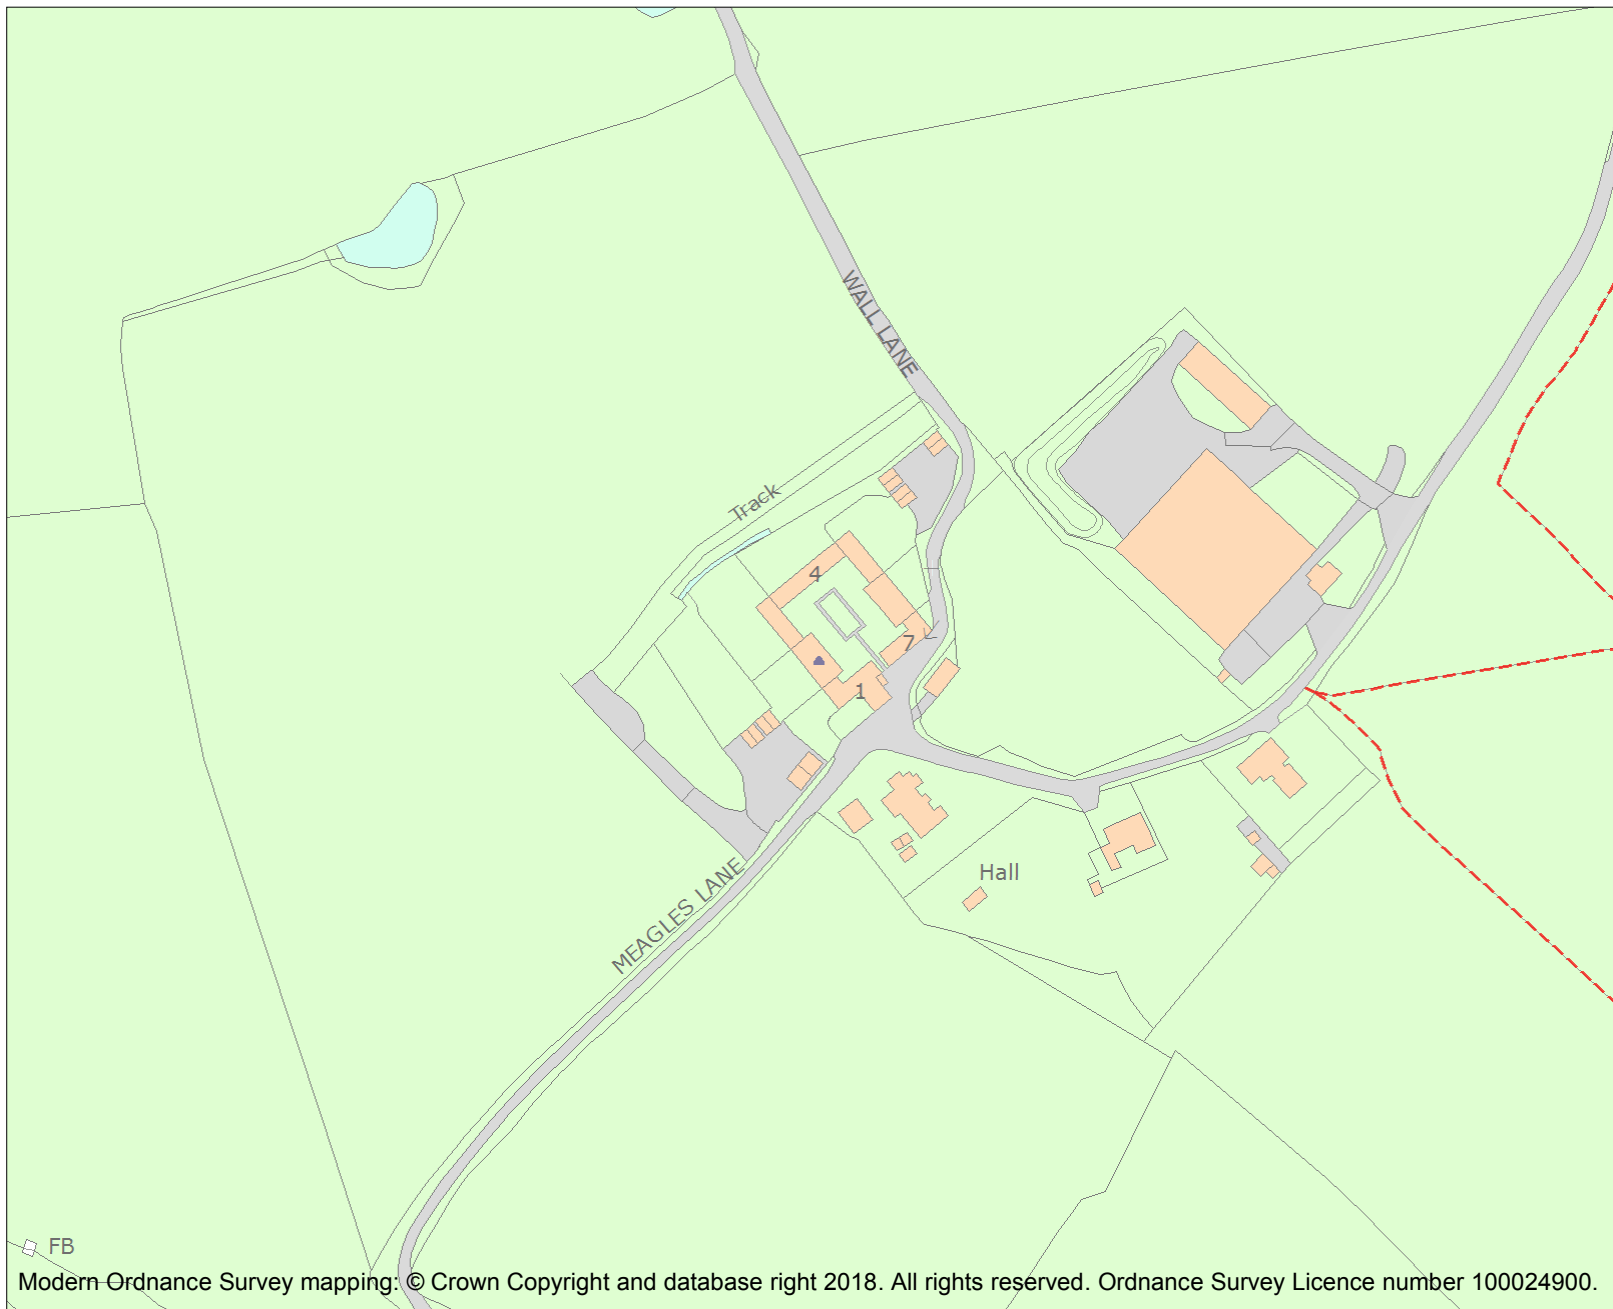 WALL LANE
Track
4
7
1
Hall
MEAGLES LANE
FB
Modern Ordnance Survey mapping: © Crown Copyright and database right 2018. All rights reserved. Ordnance Survey Licence number 100024900.